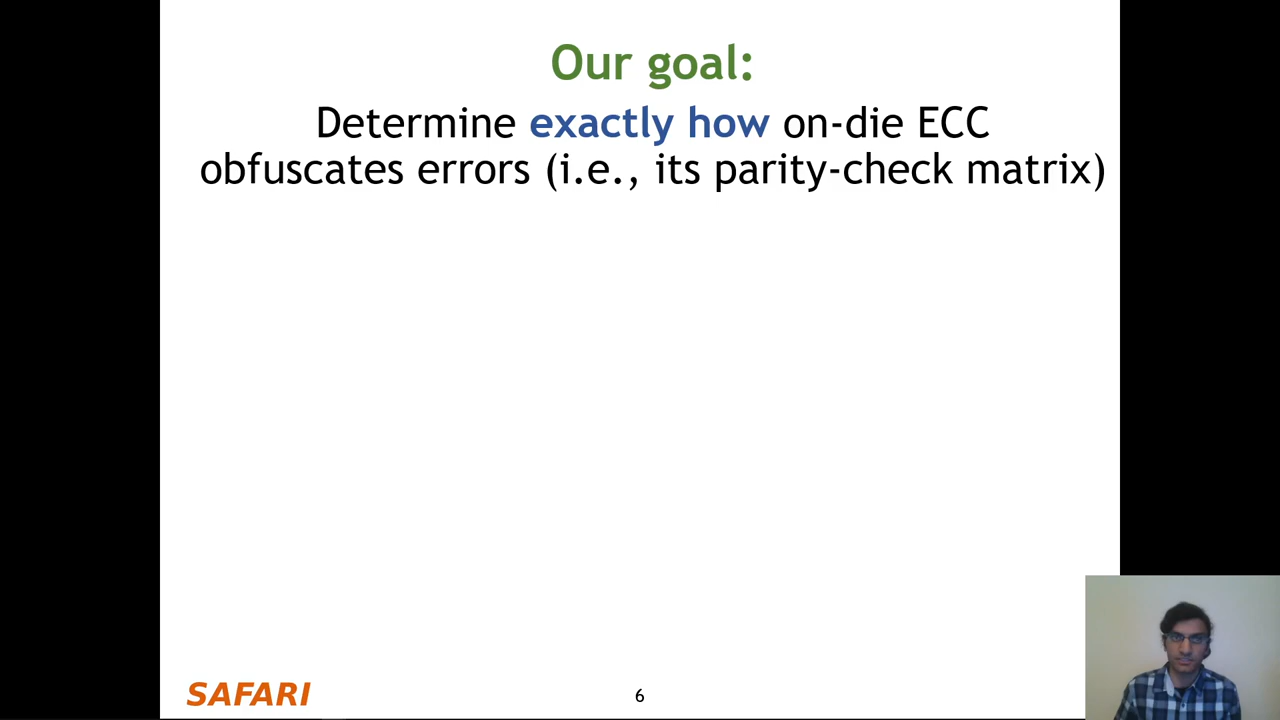 Our goal:
Determine exactly how on-die ECC
obfuscates errors (i.e., its parity-check matrix)
SAFARI
6